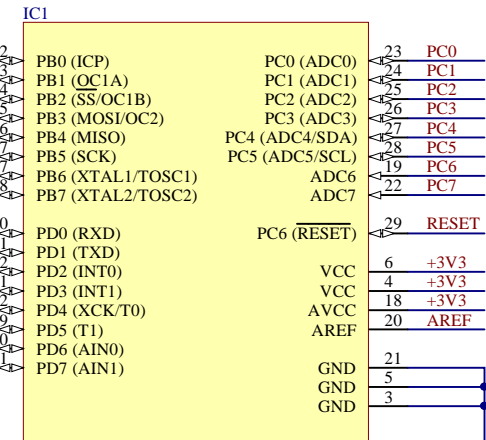 IC1
PB0 (ICP) PC0 (ADC0) 23 PC0
PB1 (OC1A) PC1 (ADC1) 24 PC1
PB2 (SS/OC1B) PC2 (ADC2) 25 PC2
PB3 (MOSI/OC2) PC3 (ADC3) 26 PC3
PB4 (MISO) PC4 (ADC4/SDA) 27 PC4
PB5 (SCK) PC5 (ADC5/SCL) 28 PC5
PB6 (XTAL1/TOSC1) ADC6 19 PC6
PB7 (XTAL2/TOSC2) ADC7 22 PC7
PD0 (RXD) PC6 (RESET) 29 RESET
PD1 (TXD)
PD2 (INT0) VCC 6 +3V3
PD3 (INT1) VCC 4 +3V3
PD4 (XCK/T0) AVCC 18 +3V3
PD5 (T1) AREF 20 AREF
PD6 (AIN0)
PD7 (AIN1) GND 21
GND 5
GND 3